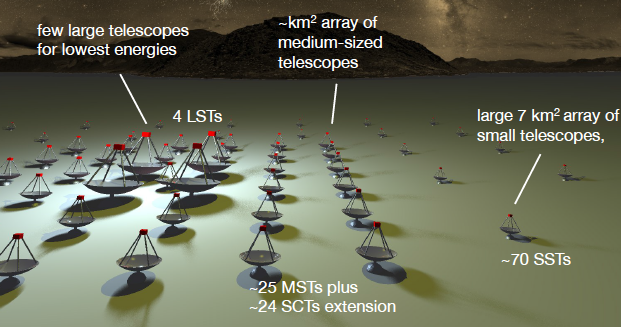 few large telescopes
for lowest energies
~km² array of
medium-sized
telescopes
4 LSTs
large 7 km² array of
small telescopes,
~70 SSTs
~25 MSTs plus
~24 SCTs extension